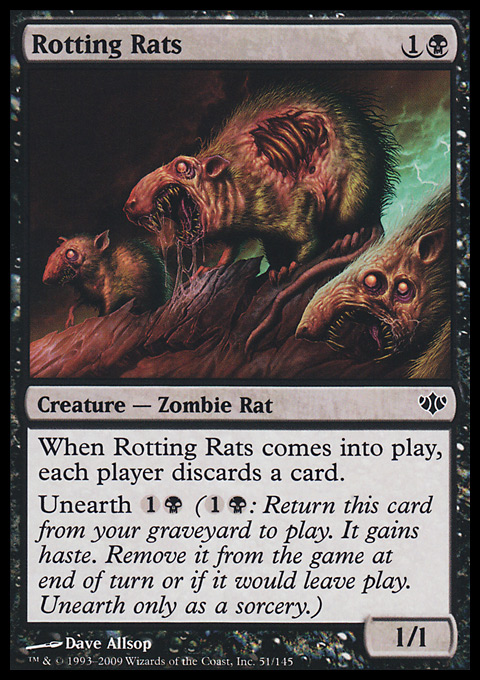 Rotting Rats 1
Creature — Zombie Rat
When Rotting Rats comes into play,
each player discards a card.
Unearth 1 (1 : Return this card
from your graveyard to play. It gains
haste. Remove it from the game at
end of turn or if it would leave play.
Unearth only as a sorcery.)
Dave Allsop
1/1
™ & © 1993–2009 Wizards of the Coast, Inc. 51/145